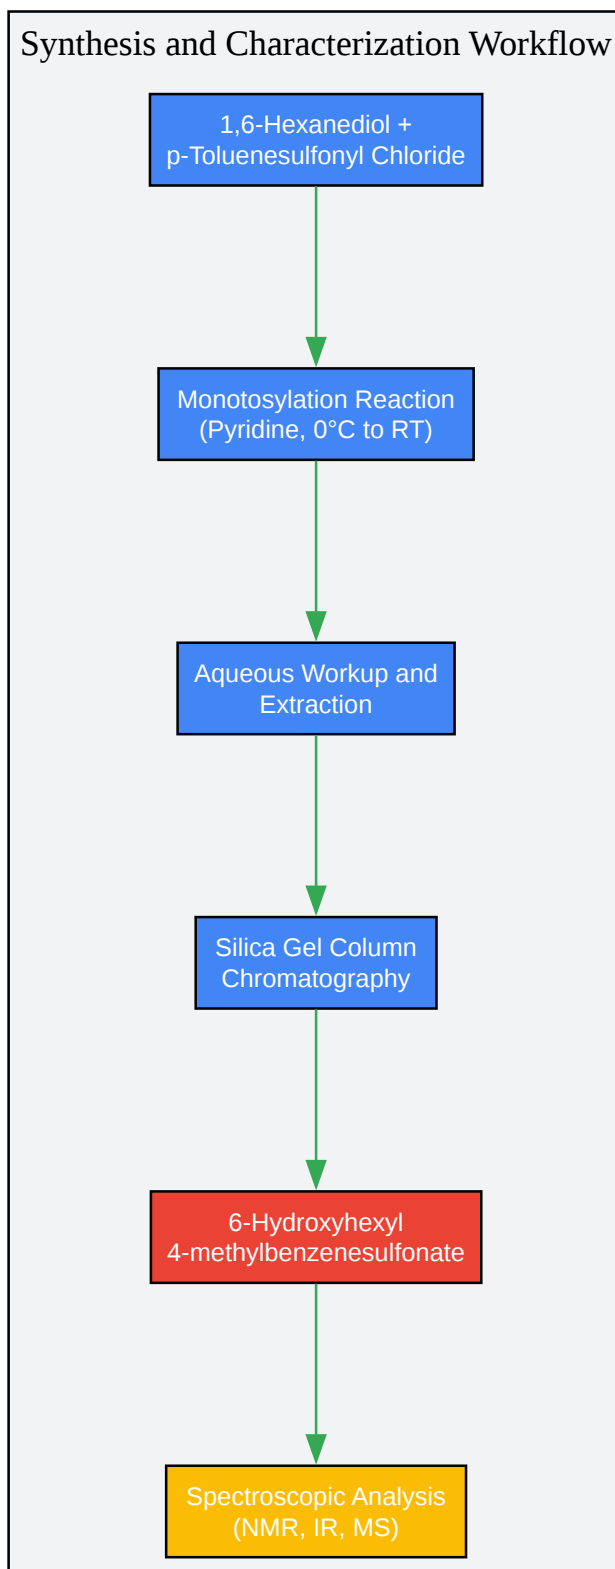 Synthesis and Characterization Workflow
1,6-Hexanediol +
p-Toluenesulfonyl Chloride
Monotosylation Reaction
(Pyridine, 0°C to RT)
Aqueous Workup and
Extraction
Silica Gel Column
Chromatography
6-Hydroxyhexyl
4-methylbenzenesulfonate
Spectroscopic Analysis
(NMR, IR, MS)